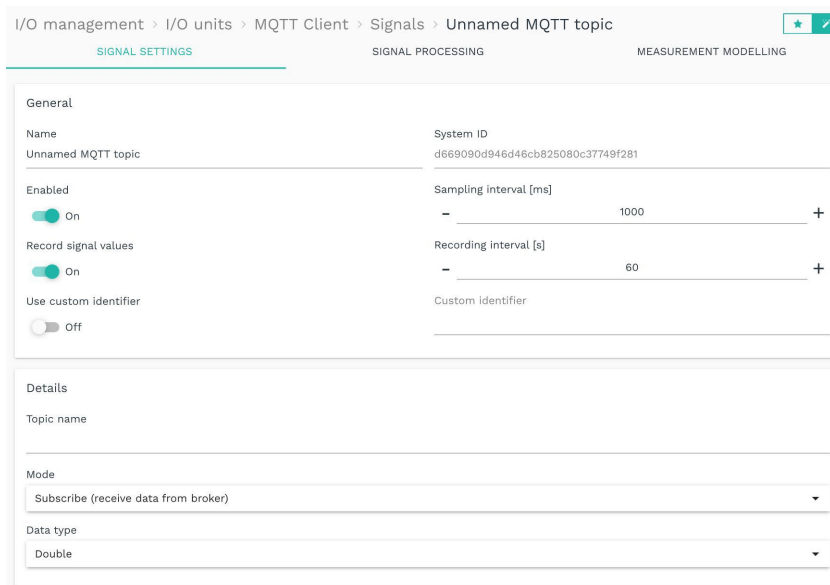 I/O management > I/O units > MQTT Client > Signals > Unnamed MQTT topic
SIGNAL SETTINGS SIGNAL PROCESSING MEASUREMENT MODELLING
General
Name System ID
Unnamed MQTT topic d669090d946d46cb825080c37749f281
Enabled Sampling interval [ms]
On - 1000 +
Record signal values Recording interval [s]
On - 60 +
Use custom identifier Custom identifier
Off
Details
Topic name
Mode
Subscribe (receive data from broker)
Data type
Double